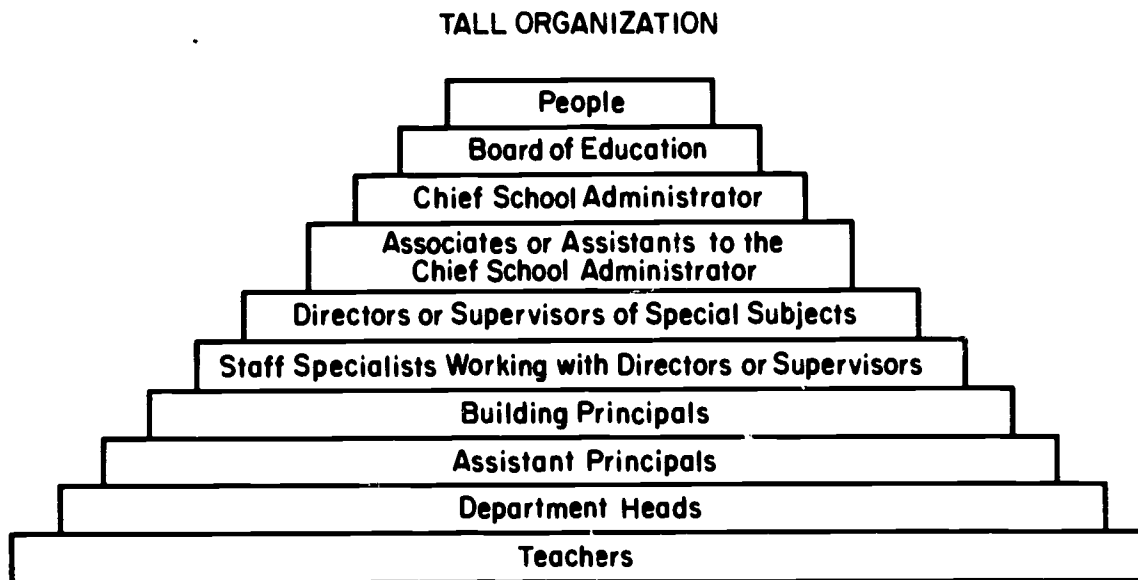 TALL ORGANIZATION
People
Board of Education
Chief School Administrator
Associates or Assistants to the
Chief School Administrator
Directors or Supervisors of Special Subjects
Staff Specialists Working with Directors or Supervisors
Building Principals
Assistant Principals
Department Heads
Teachers